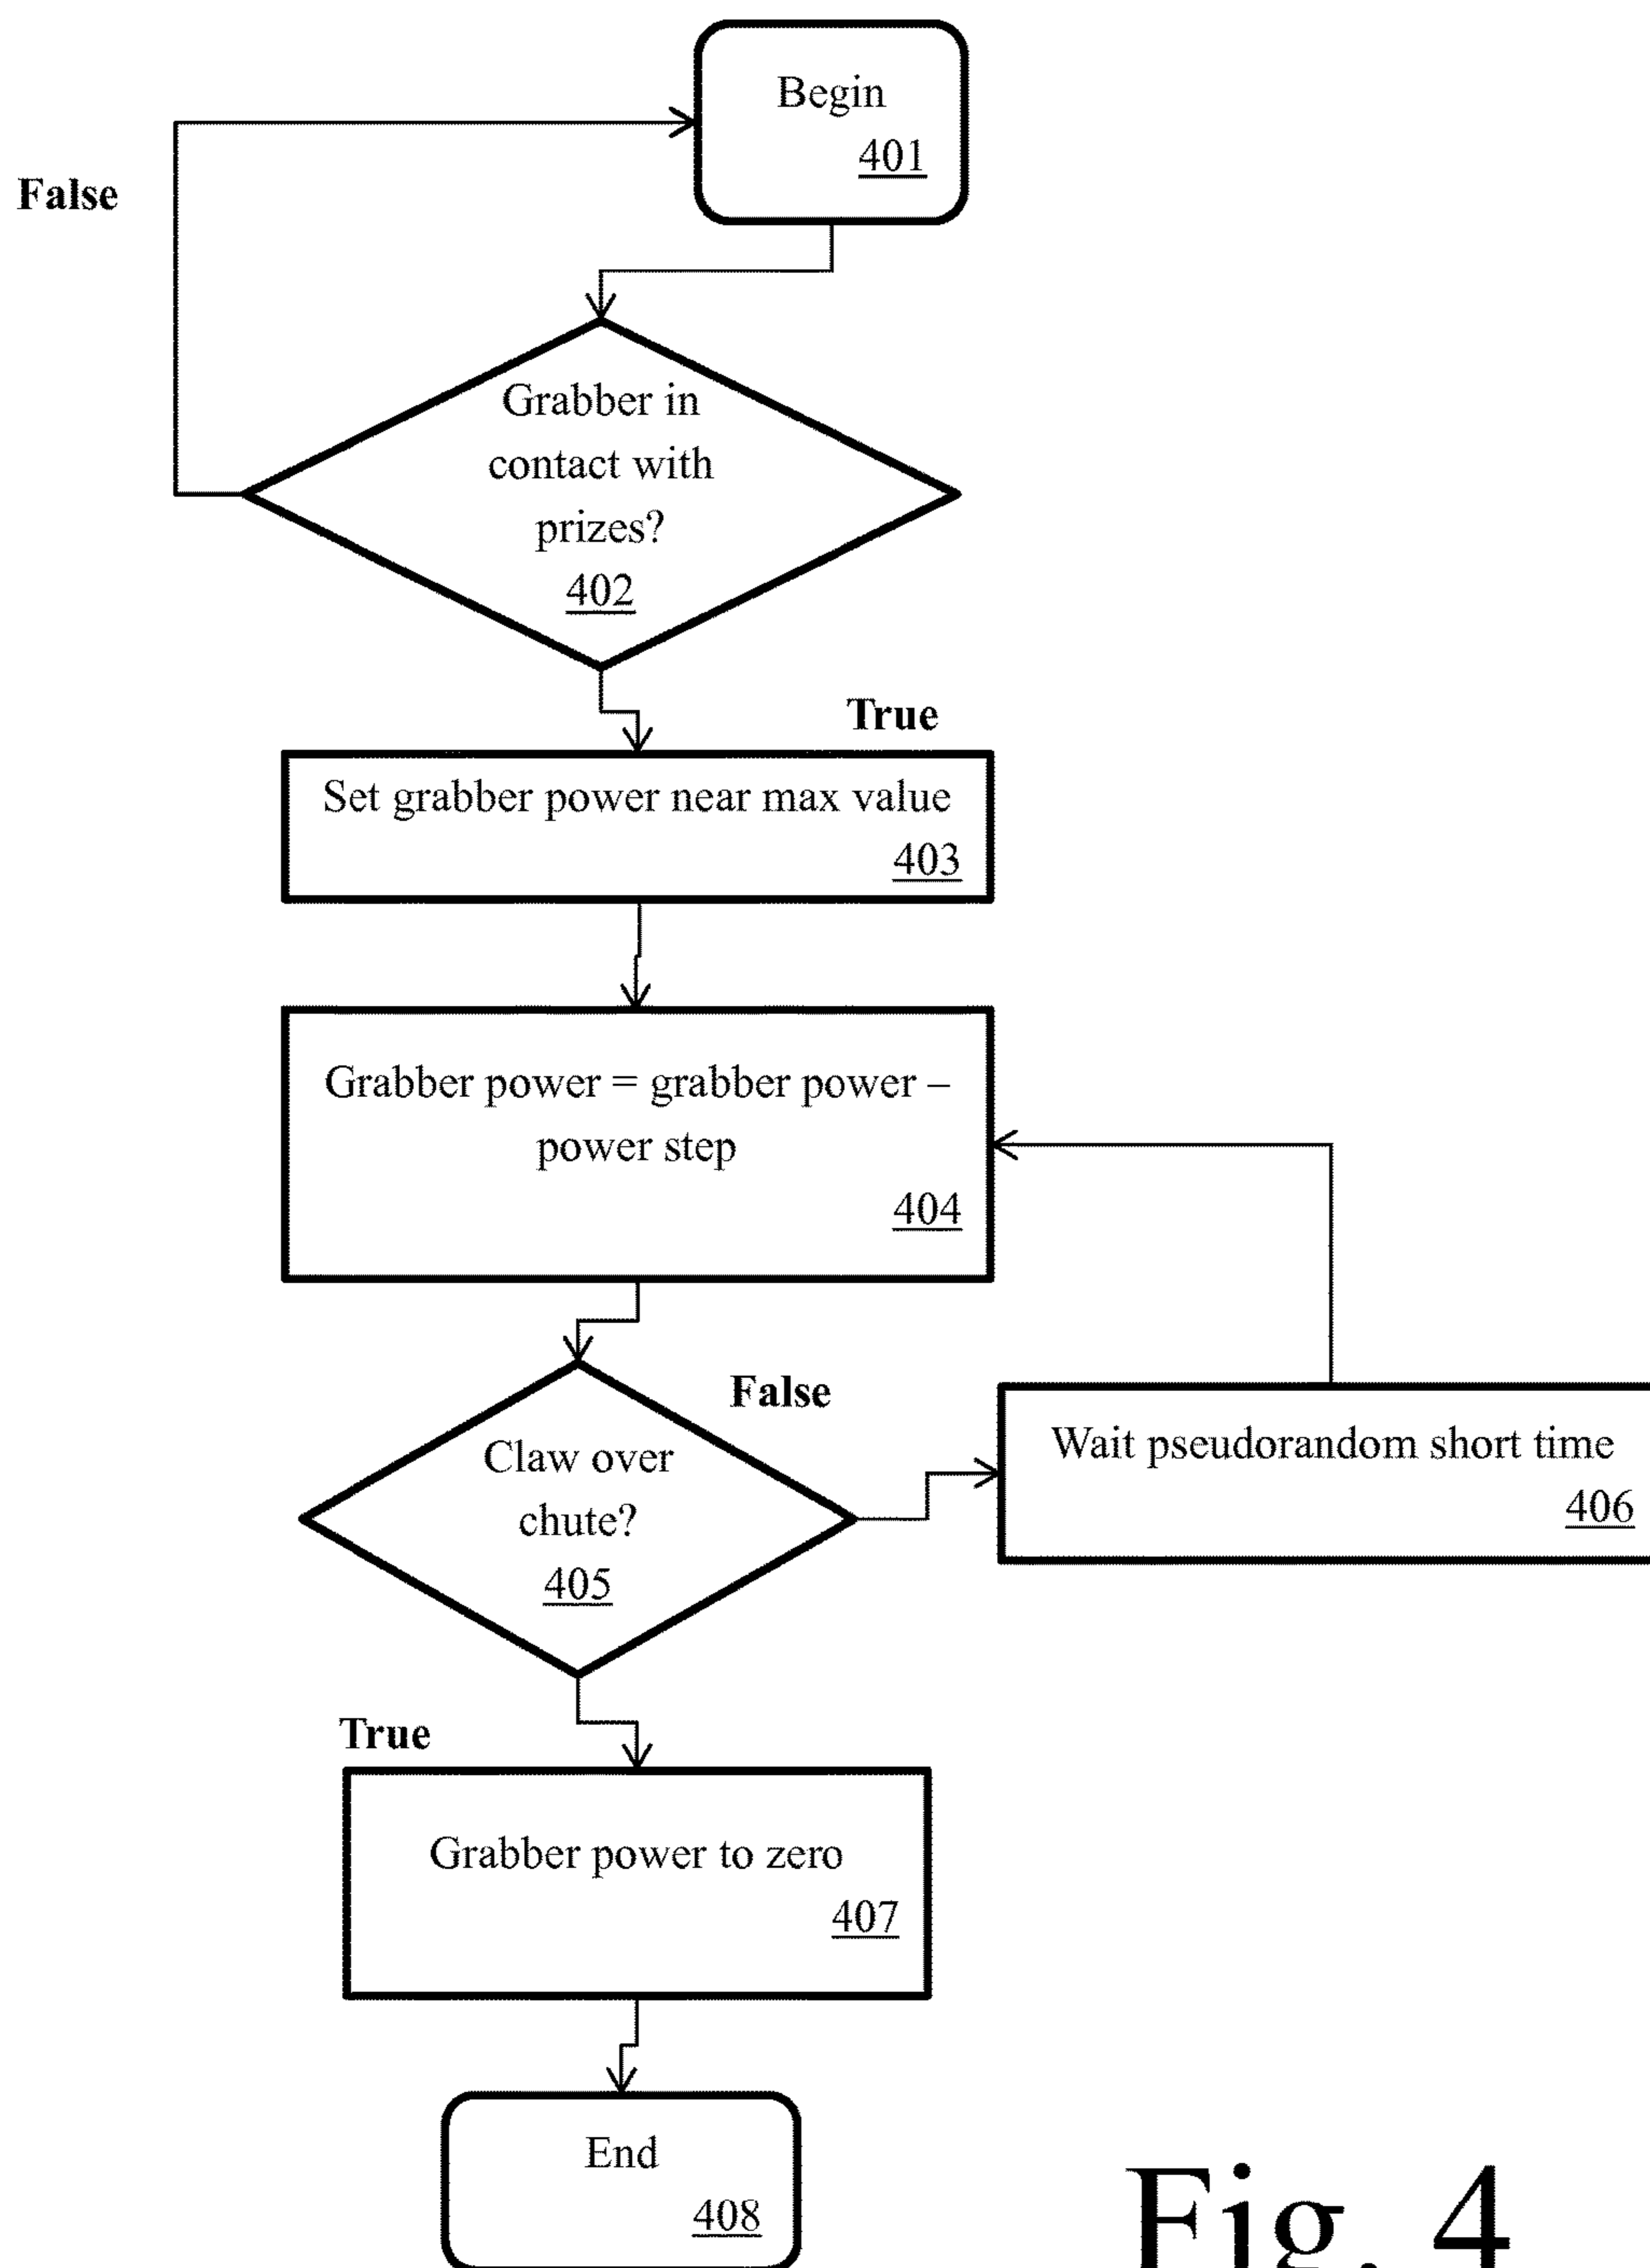 Begin
401
False
Grabber in
contact with
prizes?
402
True
Set grabber power near max value
403
Grabber power = grabber power –
power step
404
False
Claw over
chute?
405
Wait pseudorandom short time
406
True
Grabber power to zero
407
End
408
Fig. 4